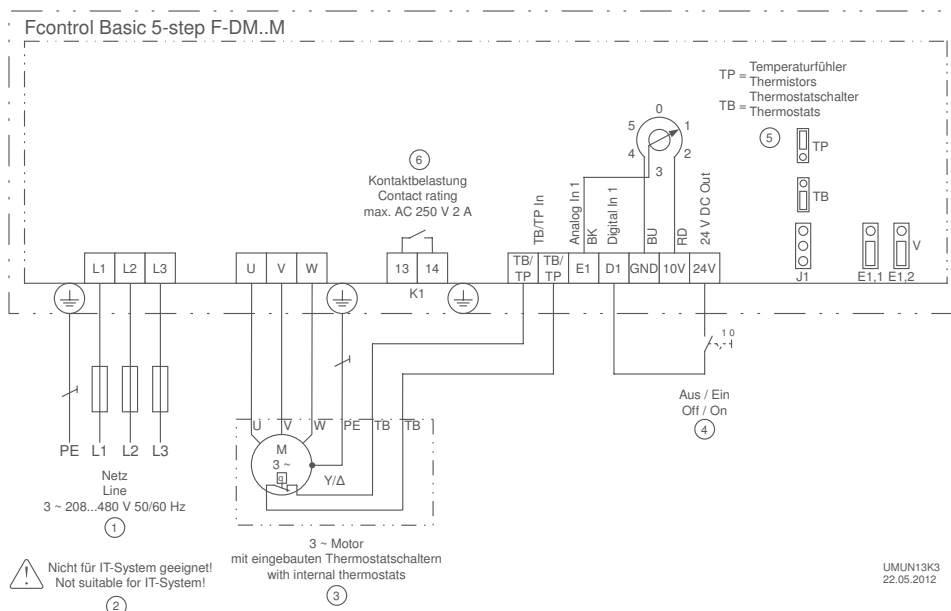 Fcontrol Basic 5-step F-DM..M
TP = Temperaturfühler
Thermistors
TB = Thermostatschalter
Thermostats
5
TP
TB
J1
E1,1 E1,2
V
0
1
2
3
4
5
6
Kontaktbelastung
Contact rating
max. AC 250 V 2 A
TB/TP In
Analog In 1
BK
Digital In 1
BU
RD
24 V DC Out
L1 L2 L3
U V W
13 14
K1
TB/TP TB/TP E1 D1 GND 10V 24V
1 0
Aus / Ein
Off / On
4
PE L1 L2 L3
Netz
Line
3 ~ 208...480 V 50/60 Hz
1
U V W PE TB TB
M
3 ~
Y/Δ
3 ~ Motor
mit eingebauten Thermostatschaltern
with internal thermostats
3
Nicht für IT-System geeignet!
Not suitable for IT-System!
2
UMUN13K3
22.05.2012